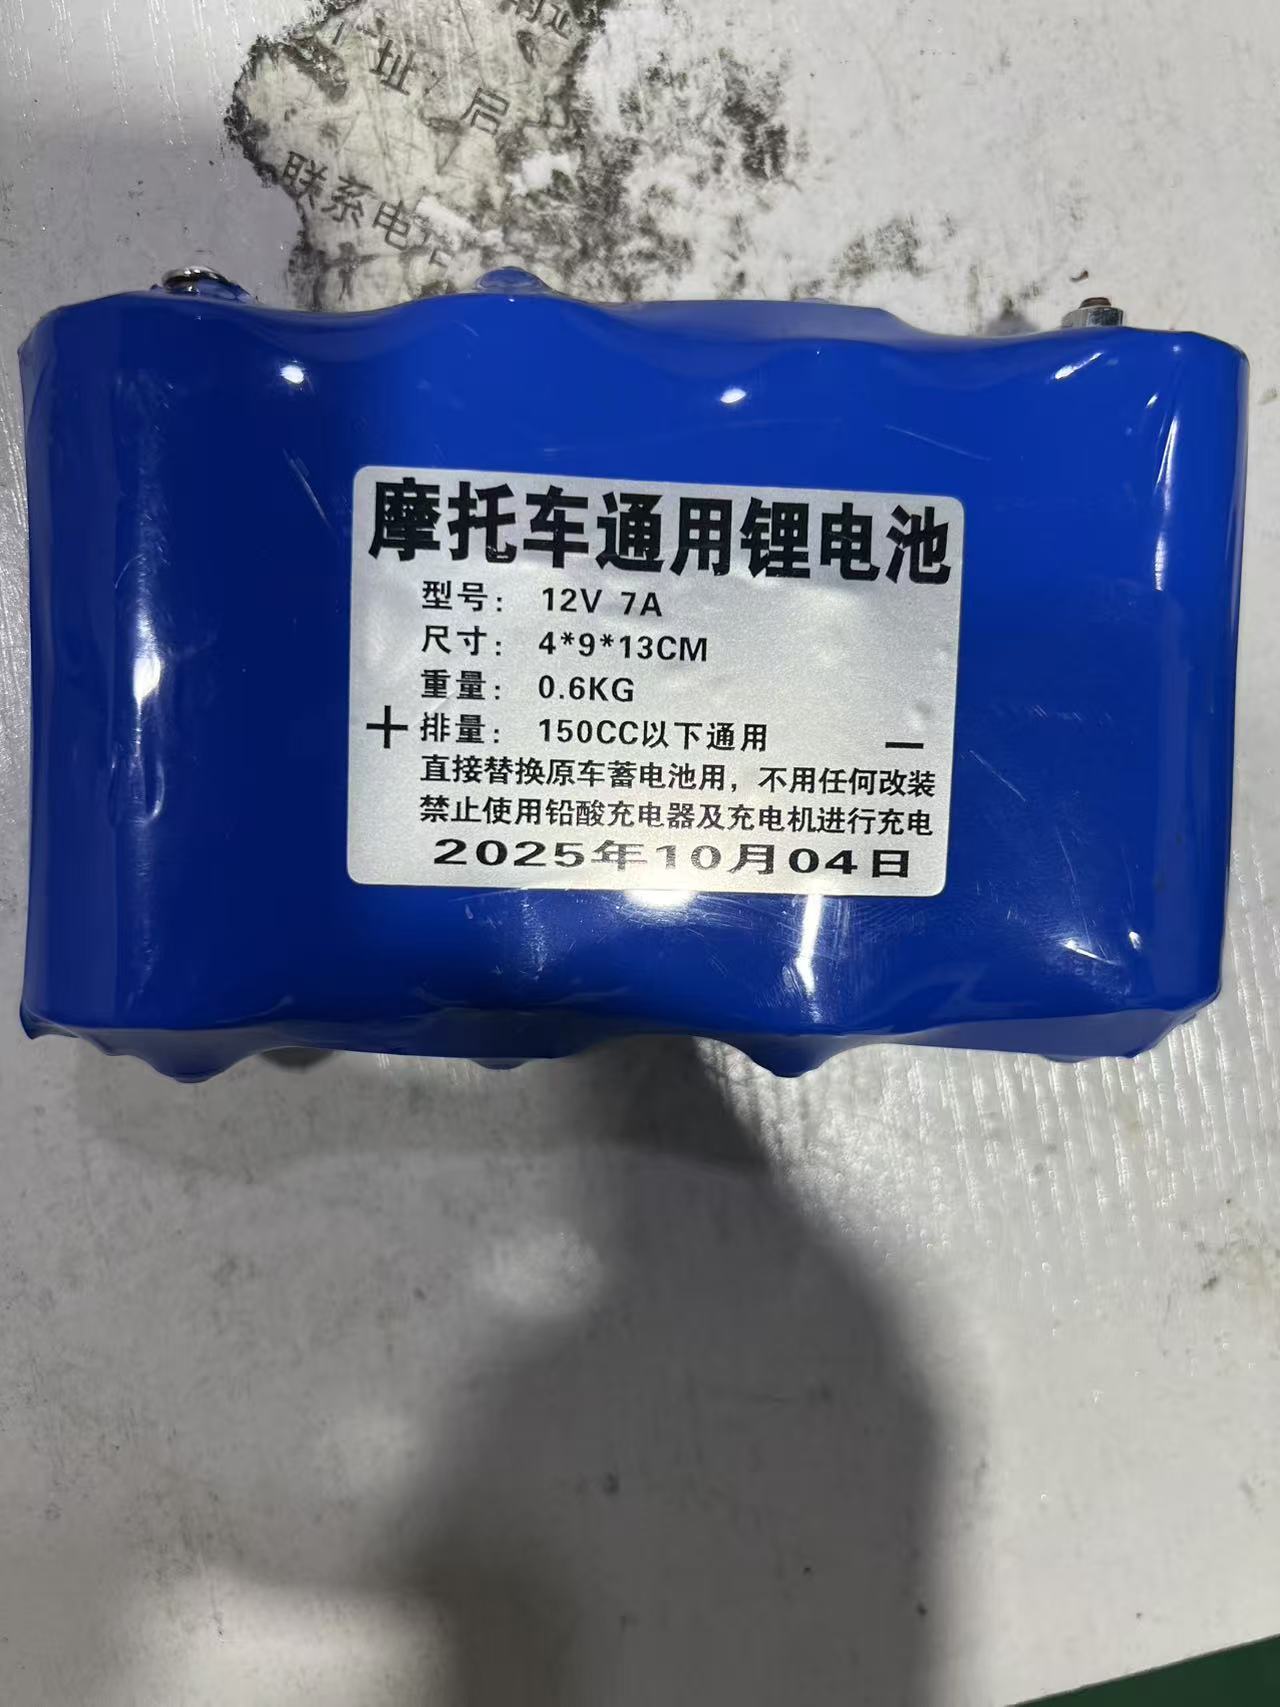 址：启
联系电
摩托车通用锂电池
型号： 12V 7A
尺寸： 4*9*13CM
重量： 0.6KG
+ 排量： 150CC以下通用 −
直接替换原车蓄电池用，不用任何改装
禁止使用铅酸充电器及充电机进行充电
2025年10月04日